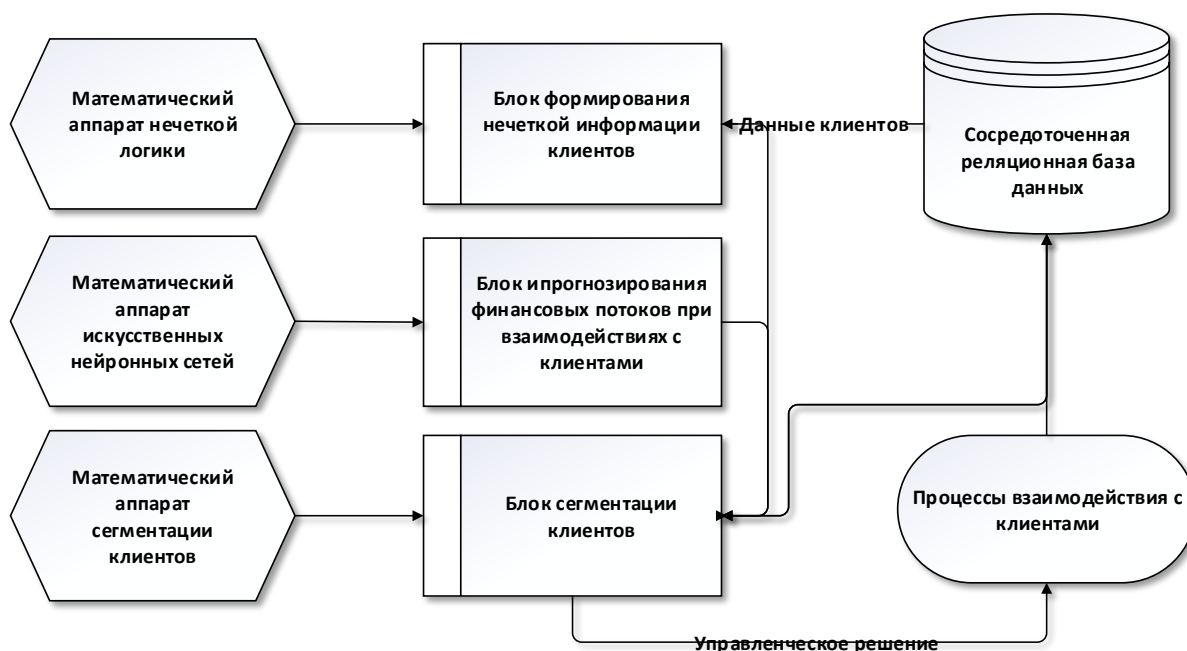 Математический
аппарат нечеткой
логики
Блок формирования
нечеткой информации
клиентов
Данные клиентов
Сосредоточенная
реляционная база
данных
Математический
аппарат
искусственных
нейронных сетей
Блок ипрогнозирования
финансовых потоков при
взаимодействиях с
клиентами
Математический
аппарат
сегментации
клиентов
Блок сегментации
клиентов
Процессы взаимодействия с
клиентами
Управленческое решение